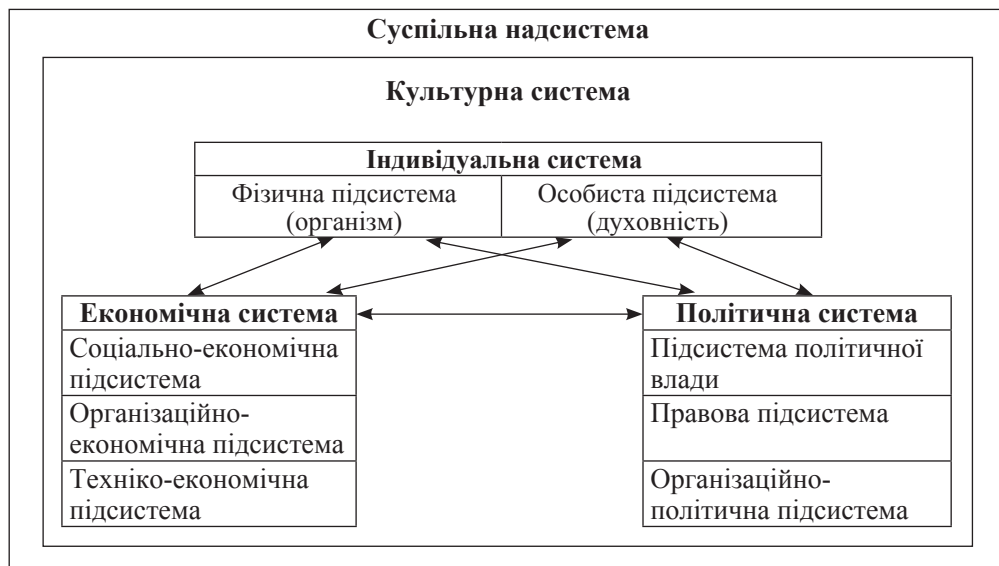 Суспільна надсистема
Культурна система
Індивідуальна система
Фізична підсистема
(організм)
Особиста підсистема
(духовність)
Економічна система
Соціально-економічна
підсистема
Організаційно-
економічна підсистема
Техніко-економічна
підсистема
Політична система
Підсистема політичної
влади
Правова підсистема
Організаційно-
політична підсистема